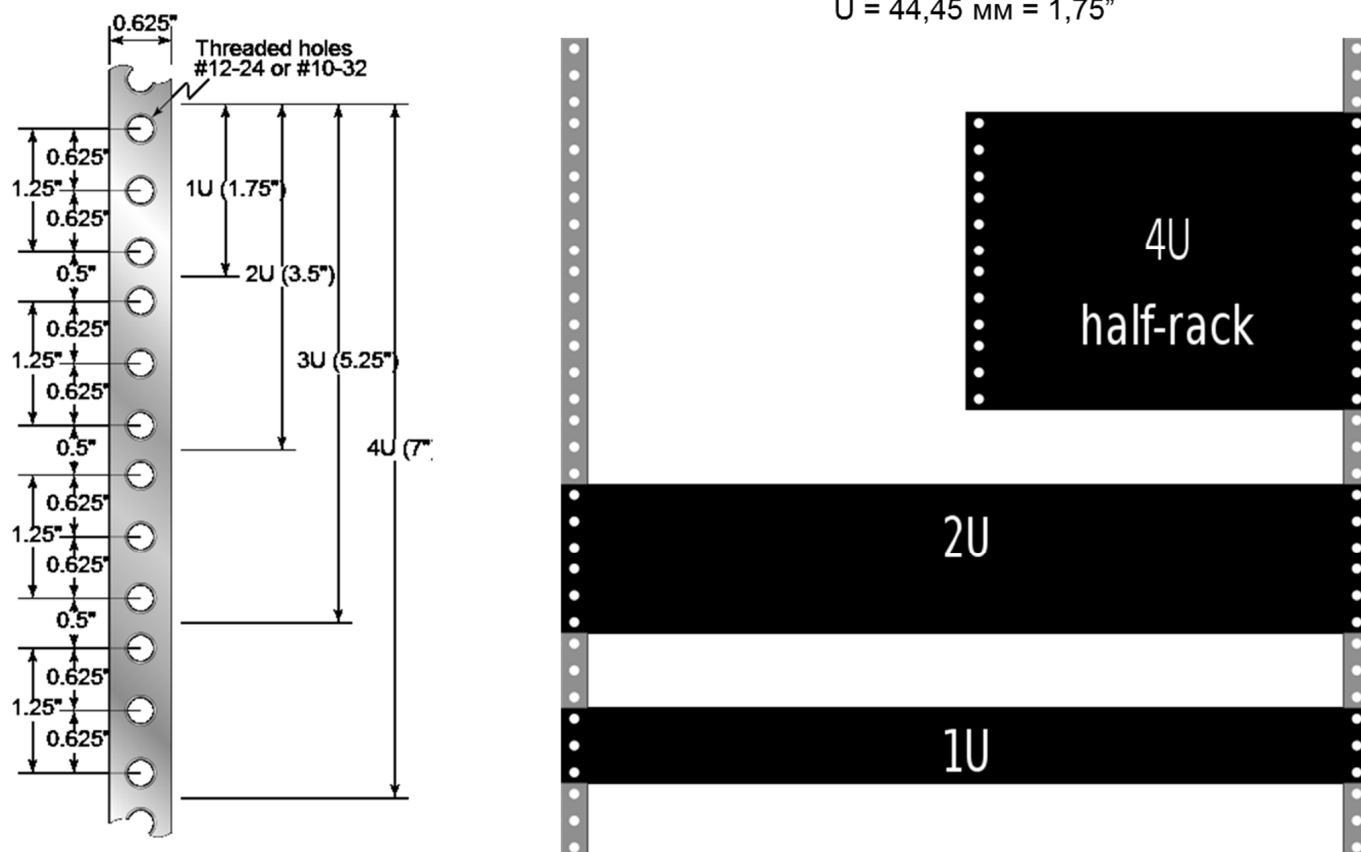 U = 44,45 мм = 1,75”
0.625"
Threaded holes
#12-24 or #10-32
0.625"
1.25"
0.625"
0.5"
0.625"
1.25"
0.625"
0.5"
0.625"
1.25"
0.625"
0.5"
0.625"
1.25"
0.625"
1U (1.75")
2U (3.5")
3U (5.25")
4U (7"
4U
half-rack
2U
1U